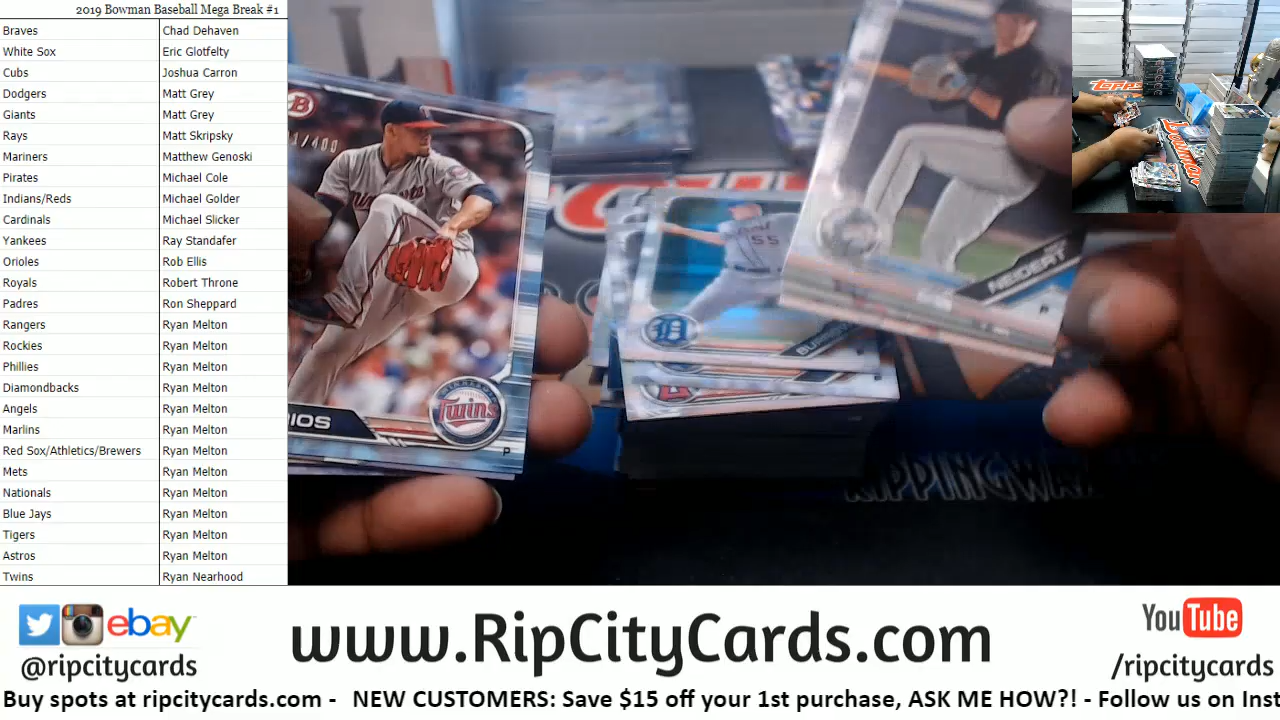 2019 Bowman Baseball Mega Break #1
Braves Chad Dehaven
White Sox Eric Glotfelty
Cubs Joshua Carron
Dodgers Matt Grey
Giants Matt Grey
Rays Matt Skripsky
Mariners Matthew Genoski
Pirates Michael Cole
Indians/Reds Michael Golder
Cardinals Michael Slicker
Yankees Ray Standafer
Orioles Rob Ellis
Royals Robert Throne
Padres Ron Sheppard
Rangers Ryan Melton
Rockies Ryan Melton
Phillies Ryan Melton
Diamondbacks Ryan Melton
Angels Ryan Melton
Marlins Ryan Melton
Red Sox/Athletics/Brewers Ryan Melton
Mets Ryan Melton
Nationals Ryan Melton
Blue Jays Ryan Melton
Tigers Ryan Melton
Astros Ryan Melton
Twins Ryan Nearhood
B
1/400
IOS
Twins
P
55
D
NEIDERT
P
RIPPINGWAX
TOPPS
BOWMAN
ebay
@ripcitycards
www.RipCityCards.com
YouTube
/ripcitycards
Buy spots at ripcitycards.com - NEW CUSTOMERS: Save $15 off your 1st purchase, ASK ME HOW?! - Follow us on Inst